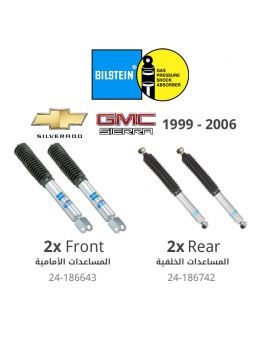 BILSTEIN
GAS
PRESSURE
SHOCK
ABSORBER
SILVERADO
GMC
SIERRA
1999 - 2006
2x Front
المساعدات الأمامية
24-186643
2x Rear
المساعدات الخلفية
24-186742